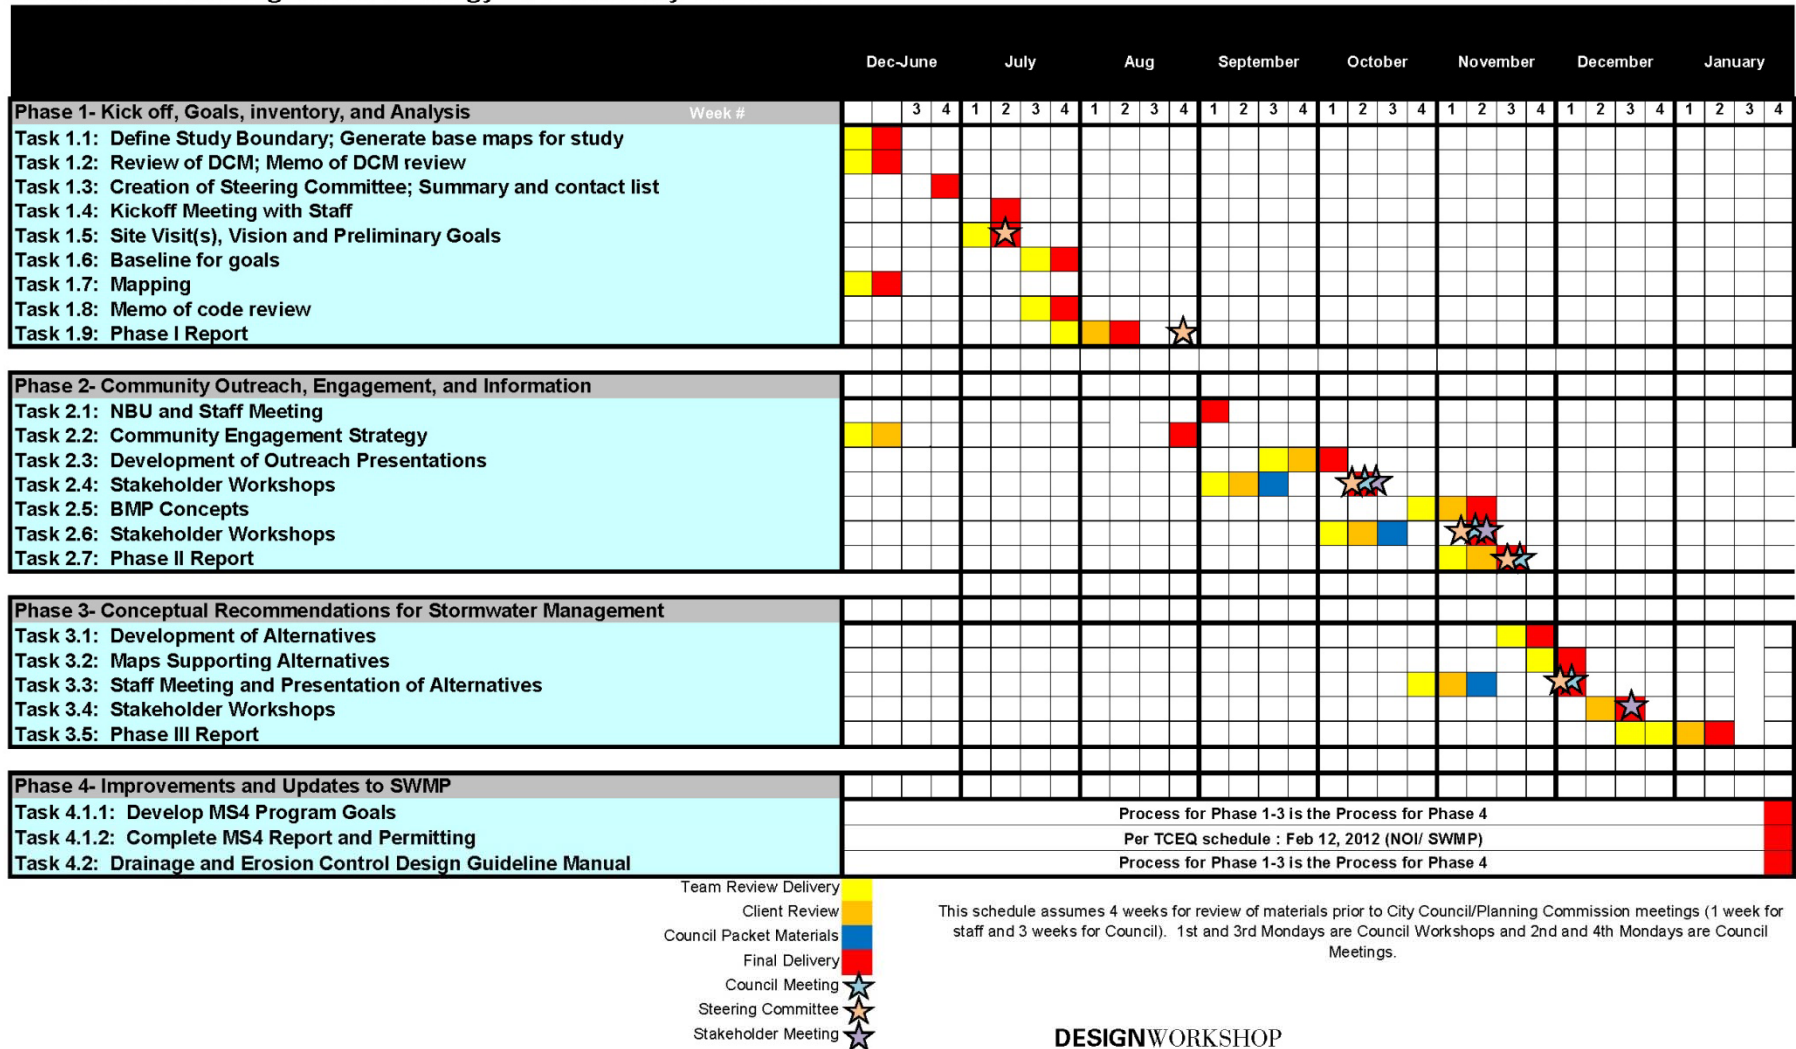 Dec-June July Aug September October November December January
Phase 1- Kick off, Goals, inventory, and Analysis Week # 3 4 1 2 3 4 1 2 3 4 1 2 3 4 1 2 3 4 1 2 3 4 1 2 3 4 1 2 3 4
Task 1.1: Define Study Boundary; Generate base maps for study
Task 1.2: Review of DCM; Memo of DCM review
Task 1.3: Creation of Steering Committee; Summary and contact list
Task 1.4: Kickoff Meeting with Staff
Task 1.5: Site Visit(s), Vision and Preliminary Goals
Task 1.6: Baseline for goals
Task 1.7: Mapping
Task 1.8: Memo of code review
Task 1.9: Phase I Report
Phase 2- Community Outreach, Engagement, and Information
Task 2.1: NBU and Staff Meeting
Task 2.2: Community Engagement Strategy
Task 2.3: Development of Outreach Presentations
Task 2.4: Stakeholder Workshops
Task 2.5: BMP Concepts
Task 2.6: Stakeholder Workshops
Task 2.7: Phase II Report
Phase 3- Conceptual Recommendations for Stormwater Management
Task 3.1: Development of Alternatives
Task 3.2: Maps Supporting Alternatives
Task 3.3: Staff Meeting and Presentation of Alternatives
Task 3.4: Stakeholder Workshops
Task 3.5: Phase III Report
Phase 4- Improvements and Updates to SWMP
Task 4.1.1: Develop MS4 Program Goals Process for Phase 1-3 is the Process for Phase 4
Task 4.1.2: Complete MS4 Report and Permitting Per TCEQ schedule : Feb 12, 2012 (NOI/ SWMP)
Task 4.2: Drainage and Erosion Control Design Guideline Manual Process for Phase 1-3 is the Process for Phase 4
Team Review Delivery
Client Review
Council Packet Materials
Final Delivery
Council Meeting
Steering Committee
Stakeholder Meeting
This schedule assumes 4 weeks for review of materials prior to City Council/Planning Commission meetings (1 week for
staff and 3 weeks for Council). 1st and 3rd Mondays are Council Workshops and 2nd and 4th Mondays are Council
Meetings.
DESIGNWORKSHOP